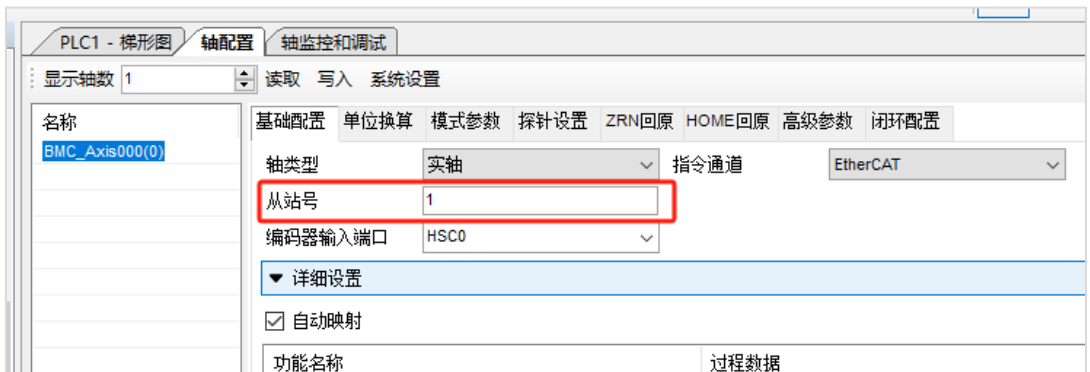 PLC1 - 梯形图 轴配置 轴监控和调试
显示轴数 1 读取 写入 系统设置
名称
BMC_Axis000(0)
基础配置 单位换算 模式参数 探针设置 ZRN回原 HOME回原 高级参数 闭环配置
轴类型 实轴 指令通道 EtherCAT
从站号 1
编码器输入端口 HSC0
详细设置
自动映射
功能名称 过程数据